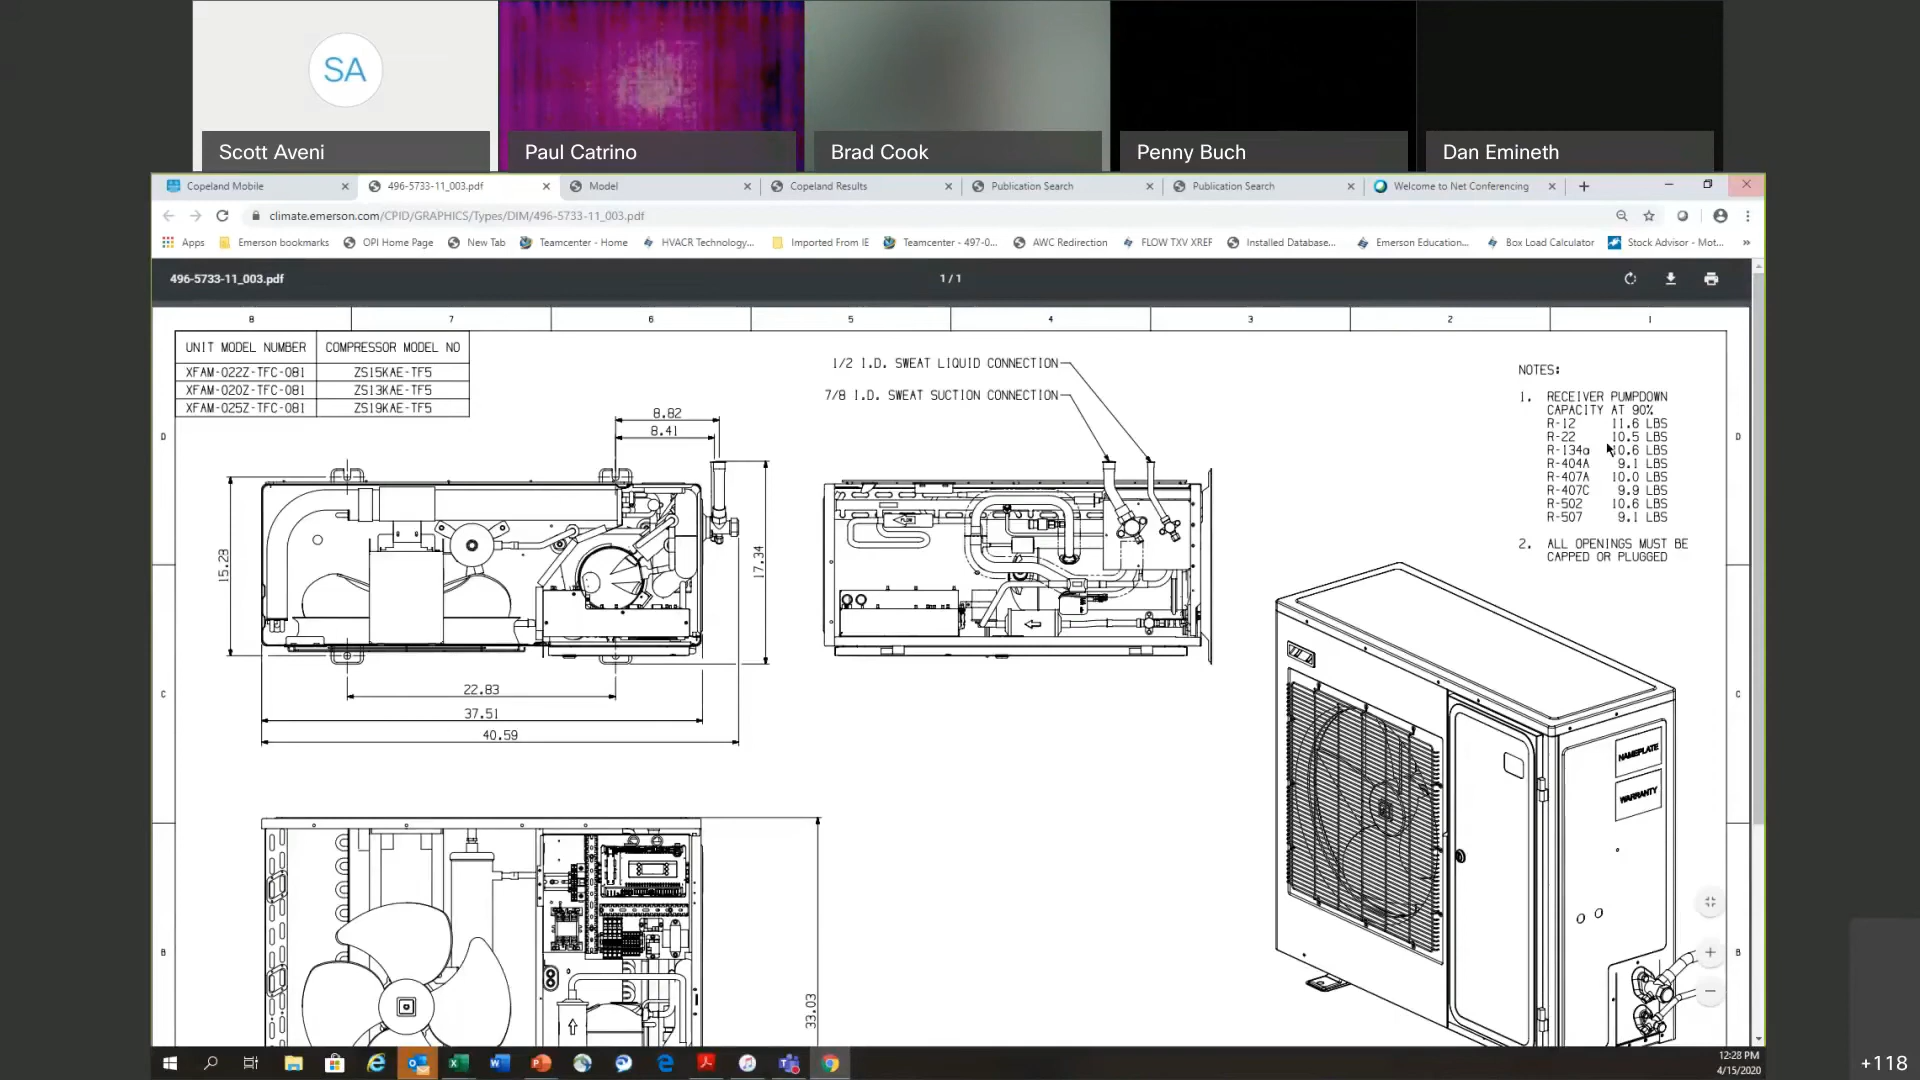 SA
Scott Aveni
Paul Catrino
Brad Cook
Penny Buch
Dan Emineth
Copeland Mobile
496-5733-11_003.pdf
Model
Copeland Results
Publication Search
Publication Search
Welcome to Net Conferencing
climate.emerson.com/CPID/GRAPHICS/Types/DIM/496-5733-11_003.pdf
Apps
Emerson bookmarks
OPI Home Page
New Tab
Teamcenter - Home
HVACR Technology...
Imported From IE
Teamcenter - 497-0...
AWC Redirection
FLOW TXV XREF
Installed Database...
Emerson Education...
Box Load Calculator
Stock Advisor - Mot...
496-5733-11_003.pdf
1 / 1
8 7 6 5 4 3 2 1
UNIT MODEL NUMBER COMPRESSOR MODEL NO
XFAM-022Z-TFC-081 ZS15KAE-TF5
XFAM-020Z-TFC-081 ZS13KAE-TF5
XFAM-025Z-TFC-081 ZS19KAE-TF5
1/2 I.D. SWEAT LIQUID CONNECTION
7/8 I.D. SWEAT SUCTION CONNECTION
NOTES:
1. RECEIVER PUMPDOWN
CAPACITY AT 90%
R-12 11.6 LBS
R-22 10.5 LBS
R-134a 10.6 LBS
R-404A 9.1 LBS
R-407A 10.0 LBS
R-407C 9.9 LBS
R-502 10.6 LBS
R-507 9.1 LBS
2. ALL OPENINGS MUST BE
CAPPED OR PLUGGED
D
D
8.82
8.41
15.28
17.34
22.83
37.51
40.59
C
C
NAMEPLATE
WARRANTY
B
B
33.03
12:28 PM
4/15/2020
+118